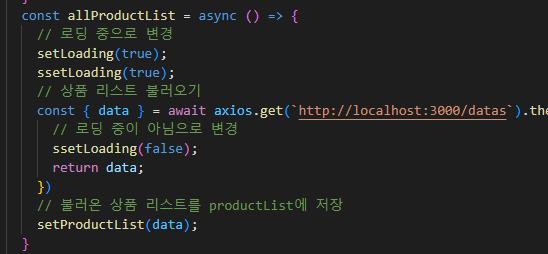 const allProductList = async () => {
// 로딩 중으로 변경
setLoading(true);
ssetLoading(true);
// 상품 리스트 불러오기
const { data } = await axios.get(`http://localhost:3000/datas`).the
// 로딩 중이 아님으로 변경
ssetLoading(false);
return data;
})
// 불러온 상품 리스트를 productList에 저장
setProductList(data);
}